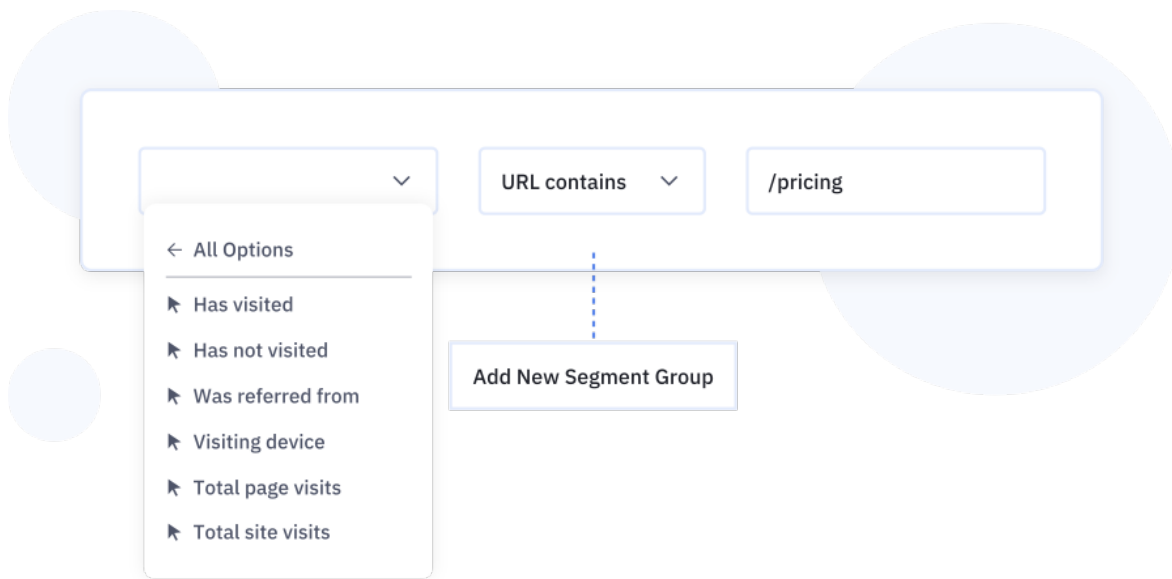 URL contains
/pricing
← All Options
Has visited
Has not visited
Was referred from
Visiting device
Total page visits
Total site visits
Add New Segment Group